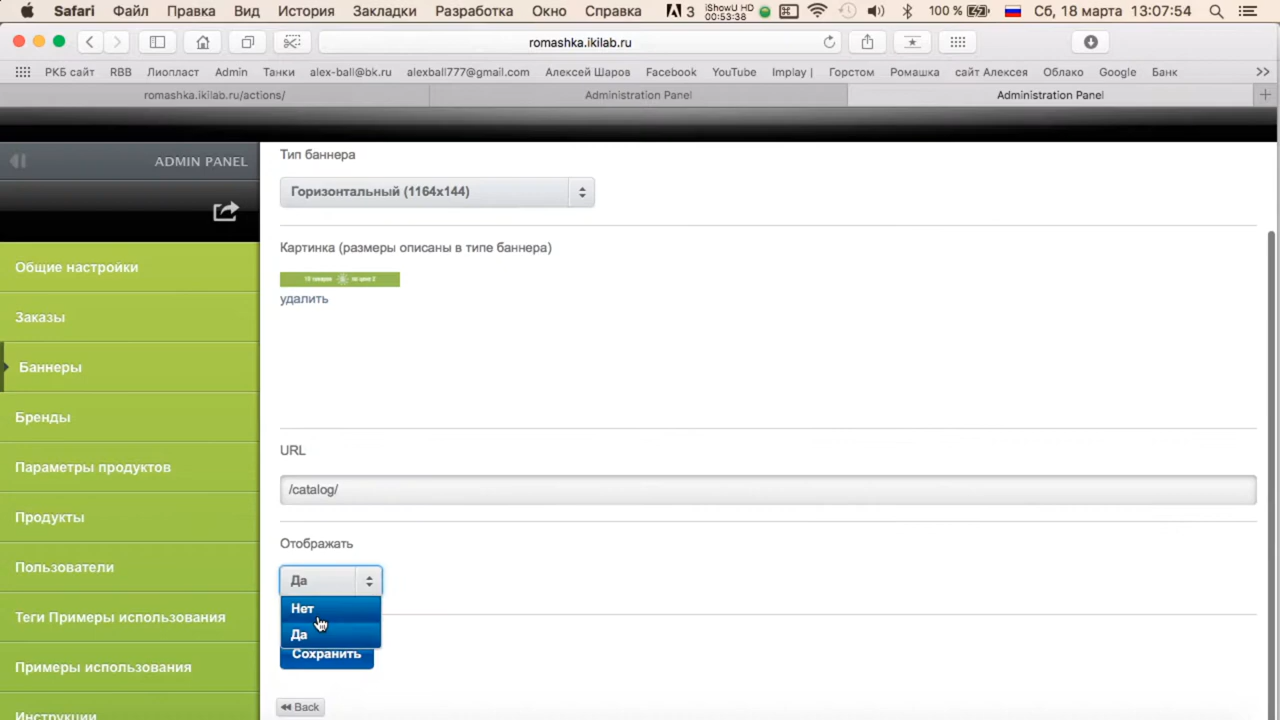 Safari Файл Правка Вид История Закладки Разработка Окно Справка 3 iShowU HD 00:53:38 100 % Сб, 18 марта 13:07:54
romashka.ikilab.ru
РКБ сайт RBB Лиопласт Admin Танки alex-ball@bk.ru alexball777@gmail.com Алексей Шаров Facebook YouTube Implay | Горстом Ромашка сайт Алексея Облако Google Банк >>
romashka.ikilab.ru/actions/ Administration Panel Administration Panel +
ADMIN PANEL
Общие настройки
Заказы
Баннеры
Бренды
Параметры продуктов
Продукты
Пользователи
Теги Примеры использования
Примеры использования
Инструкции
Тип баннера
Горизонтальный (1164x144)
Картинка (размеры описаны в типе баннера)
удалить
URL
/catalog/
Отображать
Да
Нет
Да
Сохранить
Back